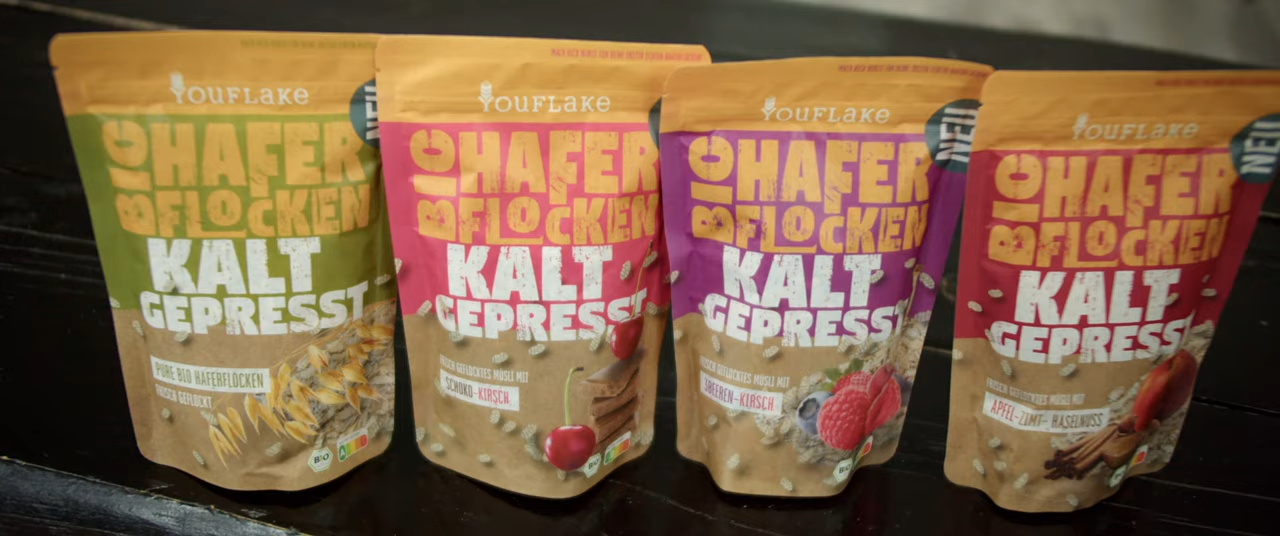 YOUFLAKE
NEU
BIO
HAFER
FLOCKEN
KALT
GEPRESST
PURE BIO HAFERFLOCKEN
FRISCH GEFLOCKT
BIO
YOUFLAKE
BIO
HAFER
FLOCKEN
KALT
GEPRESST
FRISCH GEFLOCKTES MÜSLI MIT
SCHOKO-KIRSCH
BIO
YOUFLAKE
NEU
BIO
HAFER
FLOCKEN
KALT
GEPRESST
FRISCH GEFLOCKTES MÜSLI MIT
BEEREN-KIRSCH
BIO
YOUFLAKE
NEU
BIO
HAFER
FLOCKEN
KALT
GEPRESST
FRISCH GEFLOCKTES MÜSLI MIT
APFEL-ZIMT- HASELNUSS